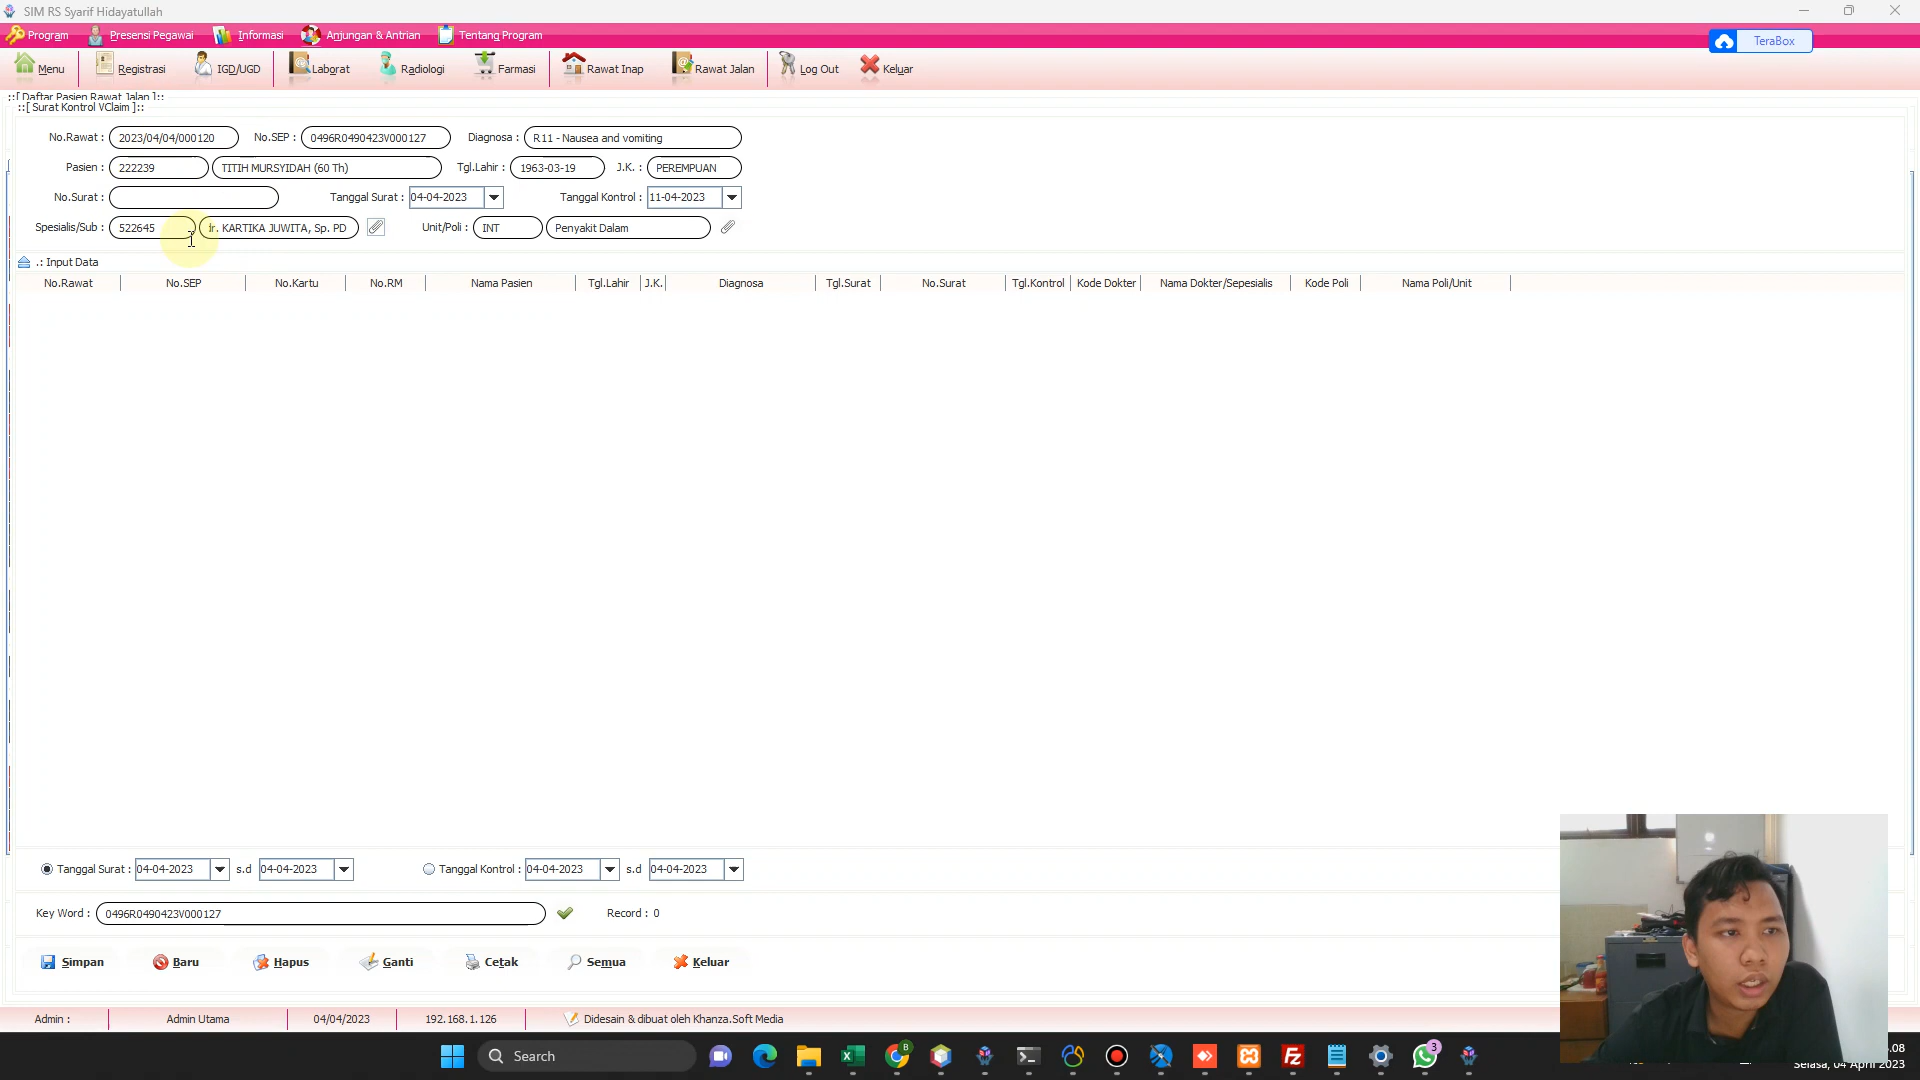 SIM RS Syarif Hidayatullah
Program Presensi Pegawai Informasi Anjungan & Antrian Tentang Program
TeraBox
Menu Registrasi IGD/UGD Laborat Radiologi Farmasi Rawat Inap Rawat Jalan Log Out Keluar
::[ Daftar Pasien Rawat Jalan ]::
::[ Surat Kontrol VClaim ]::
No.Rawat : 2023/04/04/000120 No.SEP : 0496R0490423V000127 Diagnosa : R11 - Nausea and vomiting
Pasien : 222239 TITIH MURSYIDAH (60 Th) Tgl.Lahir : 1963-03-19 J.K. : PEREMPUAN
No.Surat : Tanggal Surat : 04-04-2023 Tanggal Kontrol : 11-04-2023
Spesialis/Sub : 522645 dr. KARTIKA JUWITA, Sp. PD Unit/Poli : INT Penyakit Dalam
.: Input Data
No.Rawat No.SEP No.Kartu No.RM Nama Pasien Tgl.Lahir J.K. Diagnosa Tgl.Surat No.Surat Tgl.Kontrol Kode Dokter Nama Dokter/Sepesialis Kode Poli Nama Poli/Unit
Tanggal Surat : 04-04-2023 s.d 04-04-2023 Tanggal Kontrol : 04-04-2023 s.d 04-04-2023
Key Word : 0496R0490423V000127 Record : 0
Simpan Baru Hapus Ganti Cetak Semua Keluar
Admin : Admin Utama 04/04/2023 192.168.1.126 Didesain & dibuat oleh Khanza.Soft Media
Search
B
3
.08
Selasa, 04 April 2023